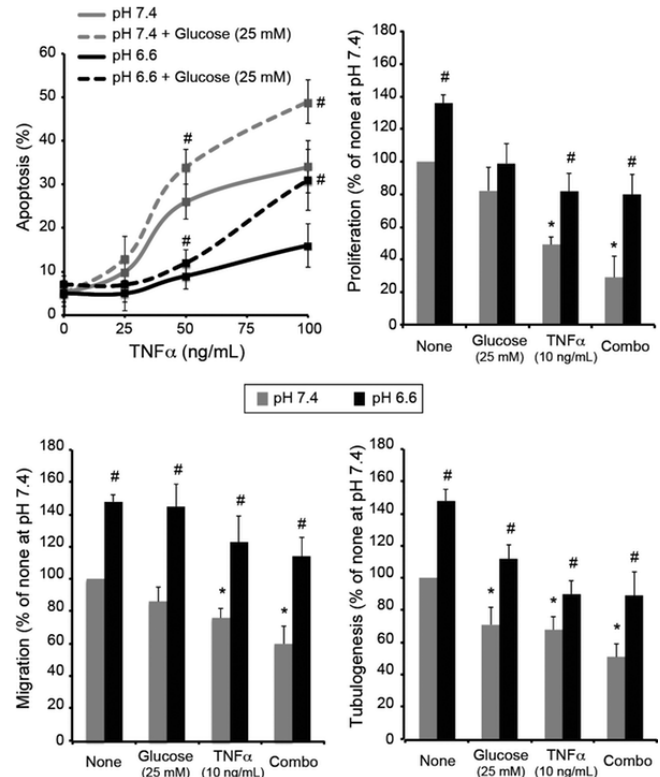 pH 7.4
pH 7.4 + Glucose (25 mM)
pH 6.6
pH 6.6 + Glucose (25 mM)
60
50
40
30
20
10
0
Apoptosis (%)
#
#
#
#
0
25
50
75
100
TNFα (ng/mL)
180
160
140
120
100
80
60
40
20
0
Proliferation (% of none at pH 7.4)
#
#
#
*
*
None
Glucose
(25 mM)
TNFα
(10 ng/mL)
Combo
pH 7.4
pH 6.6
180
160
140
120
100
80
60
40
20
0
Migration (% of none at pH 7.4)
#
#
#
#
*
*
None
Glucose
(25 mM)
TNFα
(10 ng/mL)
Combo
180
160
140
120
100
80
60
40
20
0
Tubulogenesis (% of none at pH 7.4)
#
#
#
#
*
*
*
None
Glucose
(25 mM)
TNFα
(10 ng/mL)
Combo